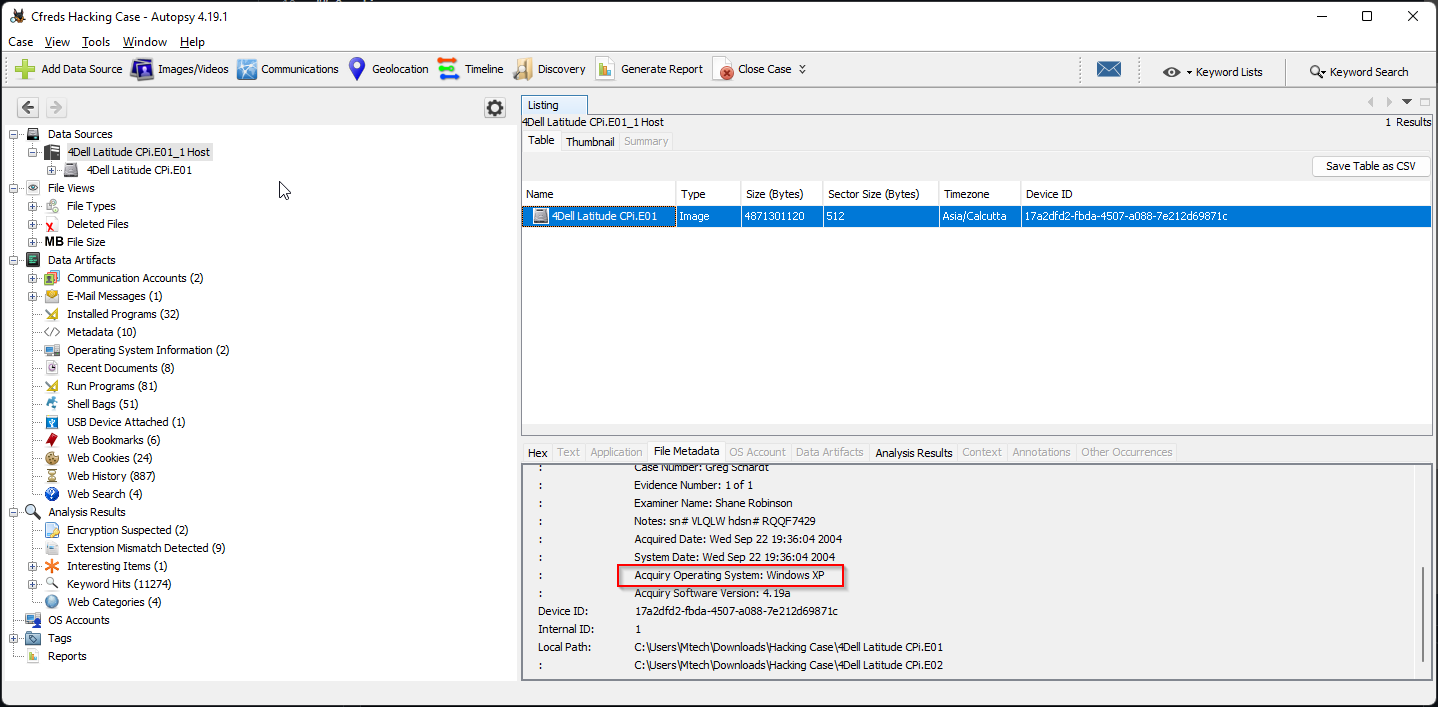 Cfreds Hacking Case - Autopsy 4.19.1
Case View Tools Window Help
Add Data Source Images/Videos Communications Geolocation Timeline Discovery Generate Report Close Case Keyword Lists Keyword Search
Data Sources
4Dell Latitude CPi.E01_1 Host
4Dell Latitude CPi.E01
File Views
File Types
Deleted Files
MB File Size
Data Artifacts
Communication Accounts (2)
E-Mail Messages (1)
Installed Programs (32)
Metadata (10)
Operating System Information (2)
Recent Documents (8)
Run Programs (81)
Shell Bags (51)
USB Device Attached (1)
Web Bookmarks (6)
Web Cookies (24)
Web History (887)
Web Search (4)
Analysis Results
Encryption Suspected (2)
Extension Mismatch Detected (9)
Interesting Items (1)
Keyword Hits (11274)
Web Categories (4)
OS Accounts
Tags
Reports
Listing
4Dell Latitude CPi.E01_1 Host 1 Results
Table Thumbnail Summary
Save Table as CSV
Name Type Size (Bytes) Sector Size (Bytes) Timezone Device ID
4Dell Latitude CPi.E01 Image 4871301120 512 Asia/Calcutta 17a2dfd2-fbda-4507-a088-7e212d69871c
Hex Text Application File Metadata OS Account Data Artifacts Analysis Results Context Annotations Other Occurrences
: Case Number: Greg Schardt
: Evidence Number: 1 of 1
: Examiner Name: Shane Robinson
: Notes: sn# VLQLW hdsn# RQQF7429
: Acquired Date: Wed Sep 22 19:36:04 2004
: System Date: Wed Sep 22 19:36:04 2004
: Acquiry Operating System: Windows XP
: Acquiry Software Version: 4.19a
Device ID: 17a2dfd2-fbda-4507-a088-7e212d69871c
Internal ID: 1
Local Path: C:\Users\Mtech\Downloads\Hacking Case\4Dell Latitude CPi.E01
: C:\Users\Mtech\Downloads\Hacking Case\4Dell Latitude CPi.E02